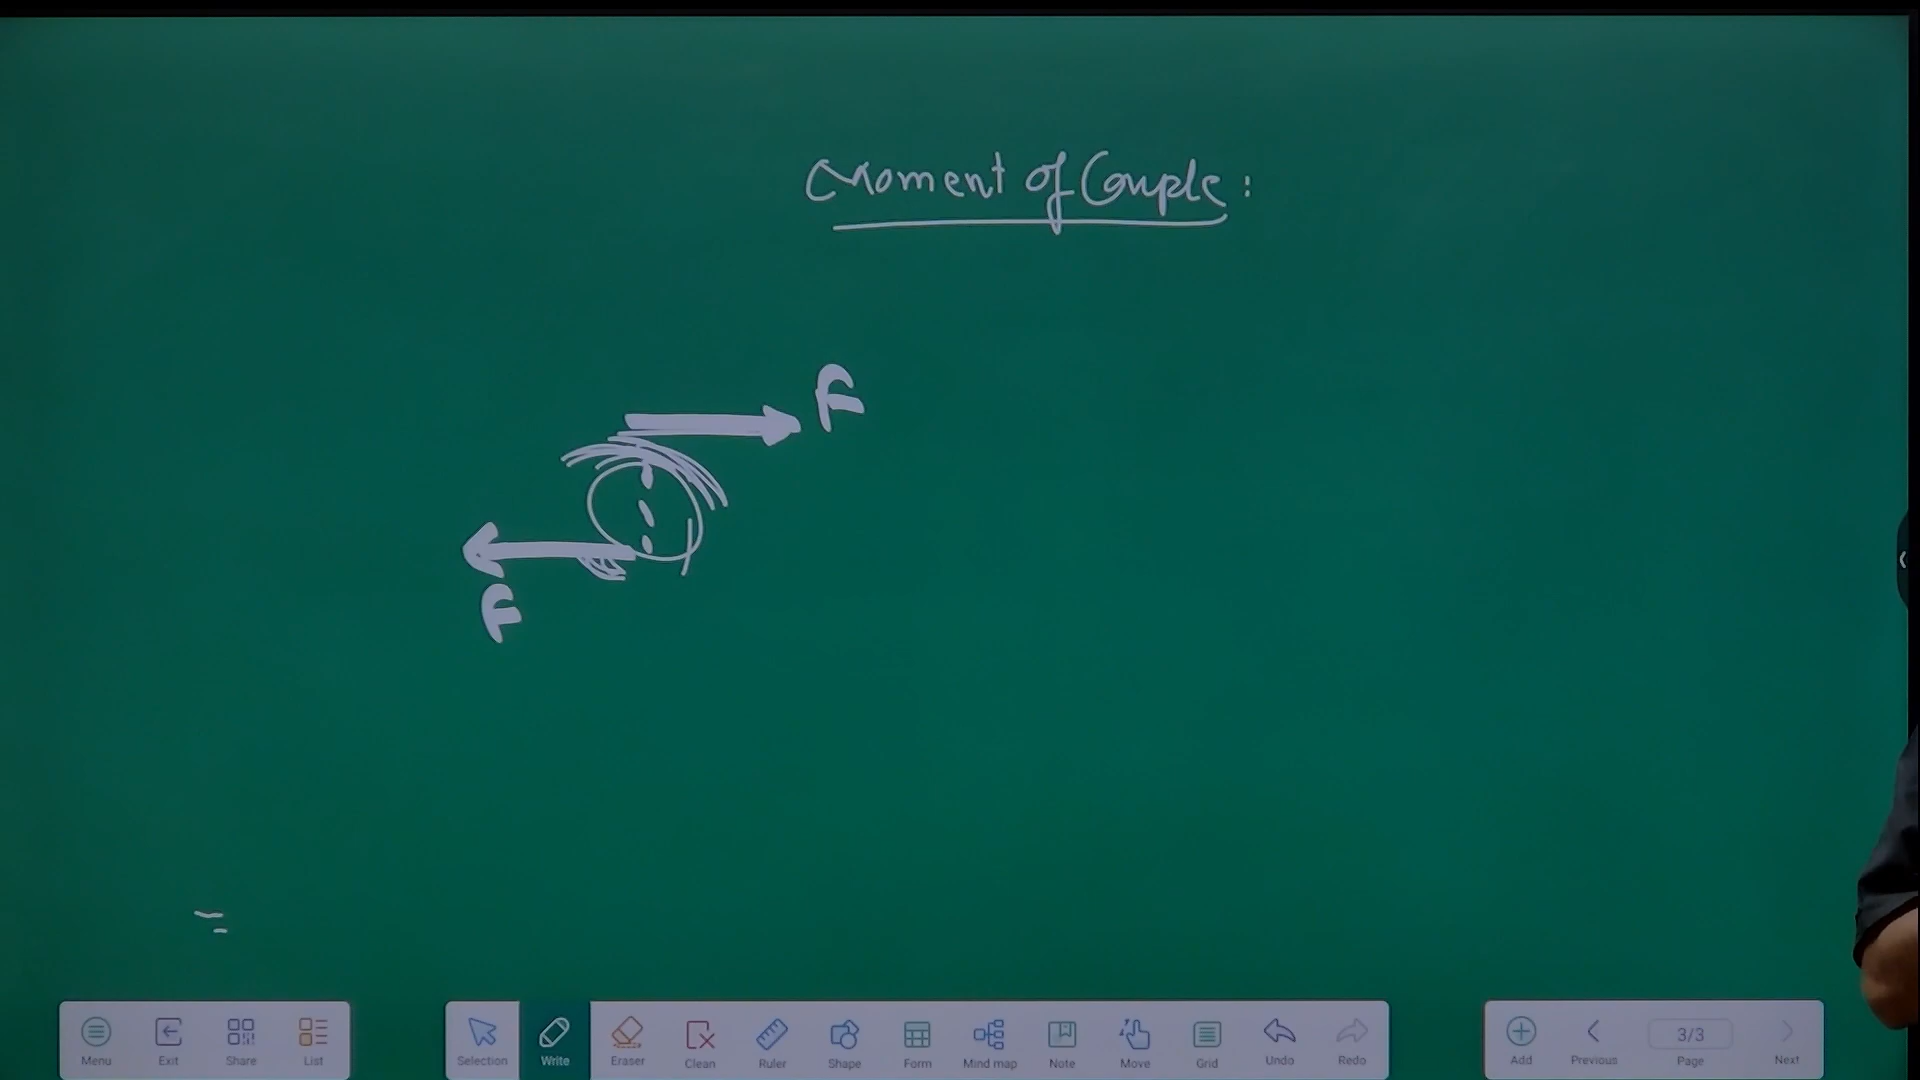 Moment of Couple :
F
F
=
Menu Exit Share List Selection Write Eraser Clean Ruler Shape Form Mind map Note Move Grid Undo Redo Add Previous 3/3 Page Next